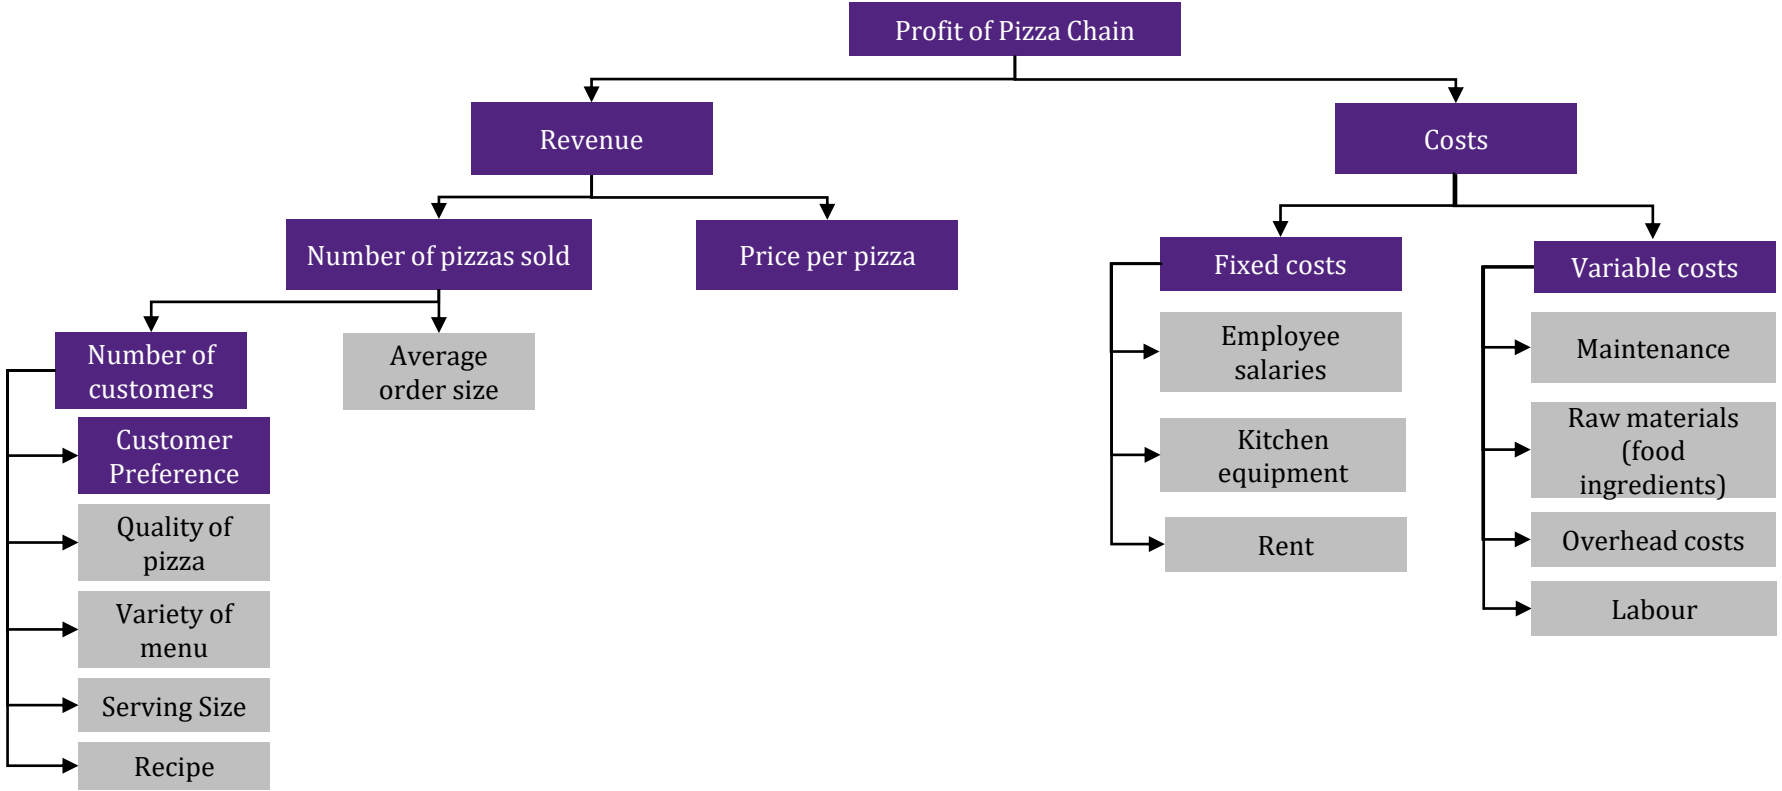 Profit of Pizza Chain
Revenue
Costs
Number of pizzas sold
Price per pizza
Fixed costs
Variable costs
Number of
customers
Average
order size
Customer
Preference
Quality of
pizza
Variety of
menu
Serving Size
Recipe
Employee
salaries
Kitchen
equipment
Rent
Maintenance
Raw materials
(food
ingredients)
Overhead costs
Labour